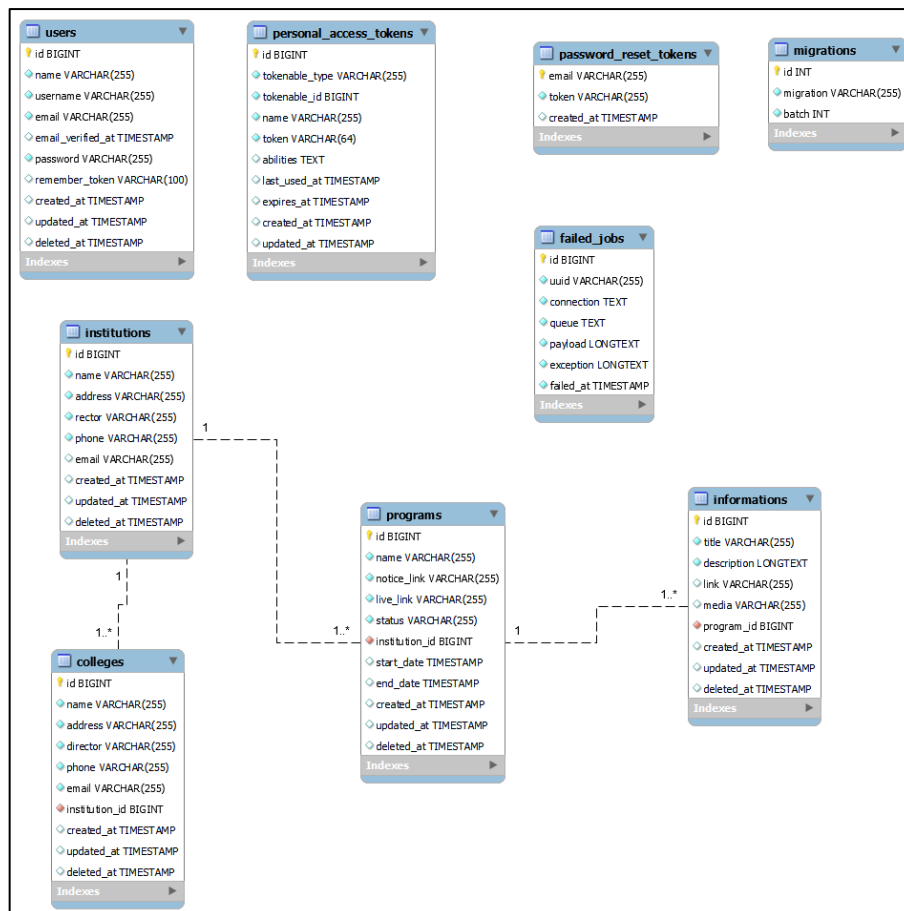 users
id BIGINT
name VARCHAR(255)
username VARCHAR(255)
email VARCHAR(255)
email_verified_at TIMESTAMP
password VARCHAR(255)
remember_token VARCHAR(100)
created_at TIMESTAMP
updated_at TIMESTAMP
deleted_at TIMESTAMP
Indexes
personal_access_tokens
id BIGINT
tokenable_type VARCHAR(255)
tokenable_id BIGINT
name VARCHAR(255)
token VARCHAR(64)
abilities TEXT
last_used_at TIMESTAMP
expires_at TIMESTAMP
created_at TIMESTAMP
updated_at TIMESTAMP
Indexes
password_reset_tokens
email VARCHAR(255)
token VARCHAR(255)
created_at TIMESTAMP
Indexes
migrations
id INT
migration VARCHAR(255)
batch INT
Indexes
failed_jobs
id BIGINT
uuid VARCHAR(255)
connection TEXT
queue TEXT
payload LONGTEXT
exception LONGTEXT
failed_at TIMESTAMP
Indexes
institutions
id BIGINT
name VARCHAR(255)
address VARCHAR(255)
rector VARCHAR(255)
phone VARCHAR(255)
email VARCHAR(255)
created_at TIMESTAMP
updated_at TIMESTAMP
deleted_at TIMESTAMP
Indexes
1
1
1..*
1..*
programs
id BIGINT
name VARCHAR(255)
notice_link VARCHAR(255)
live_link VARCHAR(255)
status VARCHAR(255)
institution_id BIGINT
start_date TIMESTAMP
end_date TIMESTAMP
created_at TIMESTAMP
updated_at TIMESTAMP
deleted_at TIMESTAMP
Indexes
1
1..*
informations
id BIGINT
title VARCHAR(255)
description LONGTEXT
link VARCHAR(255)
media VARCHAR(255)
program_id BIGINT
created_at TIMESTAMP
updated_at TIMESTAMP
deleted_at TIMESTAMP
Indexes
colleges
id BIGINT
name VARCHAR(255)
address VARCHAR(255)
director VARCHAR(255)
phone VARCHAR(255)
email VARCHAR(255)
institution_id BIGINT
created_at TIMESTAMP
updated_at TIMESTAMP
deleted_at TIMESTAMP
Indexes